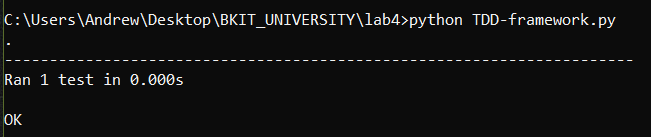 C:\Users\Andrew\Desktop\BKIT_UNIVERSITY\lab4>python TDD-framework.py
.
----------------------------------------------------------------------
Ran 1 test in 0.000s
OK